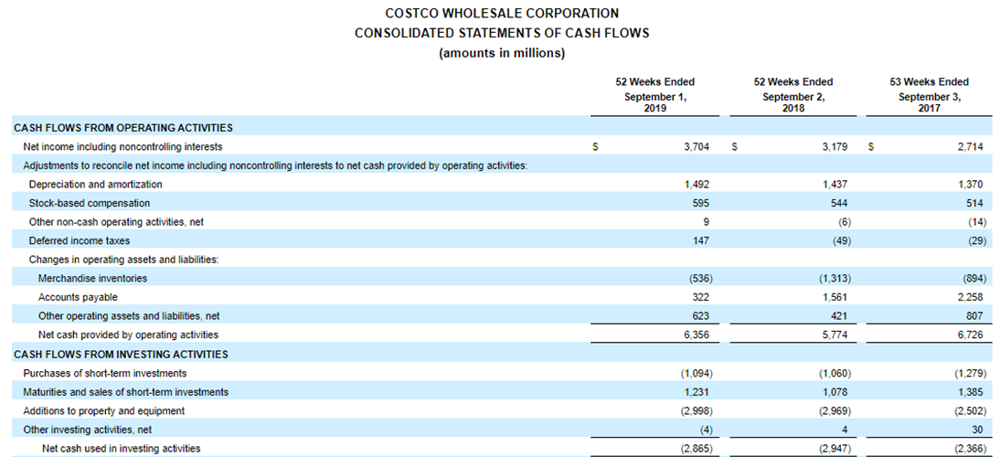 COSTCO WHOLESALE CORPORATION
CONSOLIDATED STATEMENTS OF CASH FLOWS
(amounts in millions)
52 Weeks Ended 52 Weeks Ended 53 Weeks Ended
September 1, September 2, September 3,
2019 2018 2017
CASH FLOWS FROM OPERATING ACTIVITIES
Net income including noncontrolling interests $ 3,704 $ 3,179 $ 2,714
Adjustments to reconcile net income including noncontrolling interests to net cash provided by operating activities:
Depreciation and amortization 1,492 1,437 1,370
Stock-based compensation 595 544 514
Other non-cash operating activities, net 9 (6) (14)
Deferred income taxes 147 (49) (29)
Changes in operating assets and liabilities:
Merchandise inventories (536) (1,313) (894)
Accounts payable 322 1,561 2,258
Other operating assets and liabilities, net 623 421 807
Net cash provided by operating activities 6,356 5,774 6,726
CASH FLOWS FROM INVESTING ACTIVITIES
Purchases of short-term investments (1,094) (1,060) (1,279)
Maturities and sales of short-term investments 1,231 1,078 1,385
Additions to property and equipment (2,998) (2,969) (2,502)
Other investing activities, net (4) 4 30
Net cash used in investing activities (2,865) (2,947) (2,366)